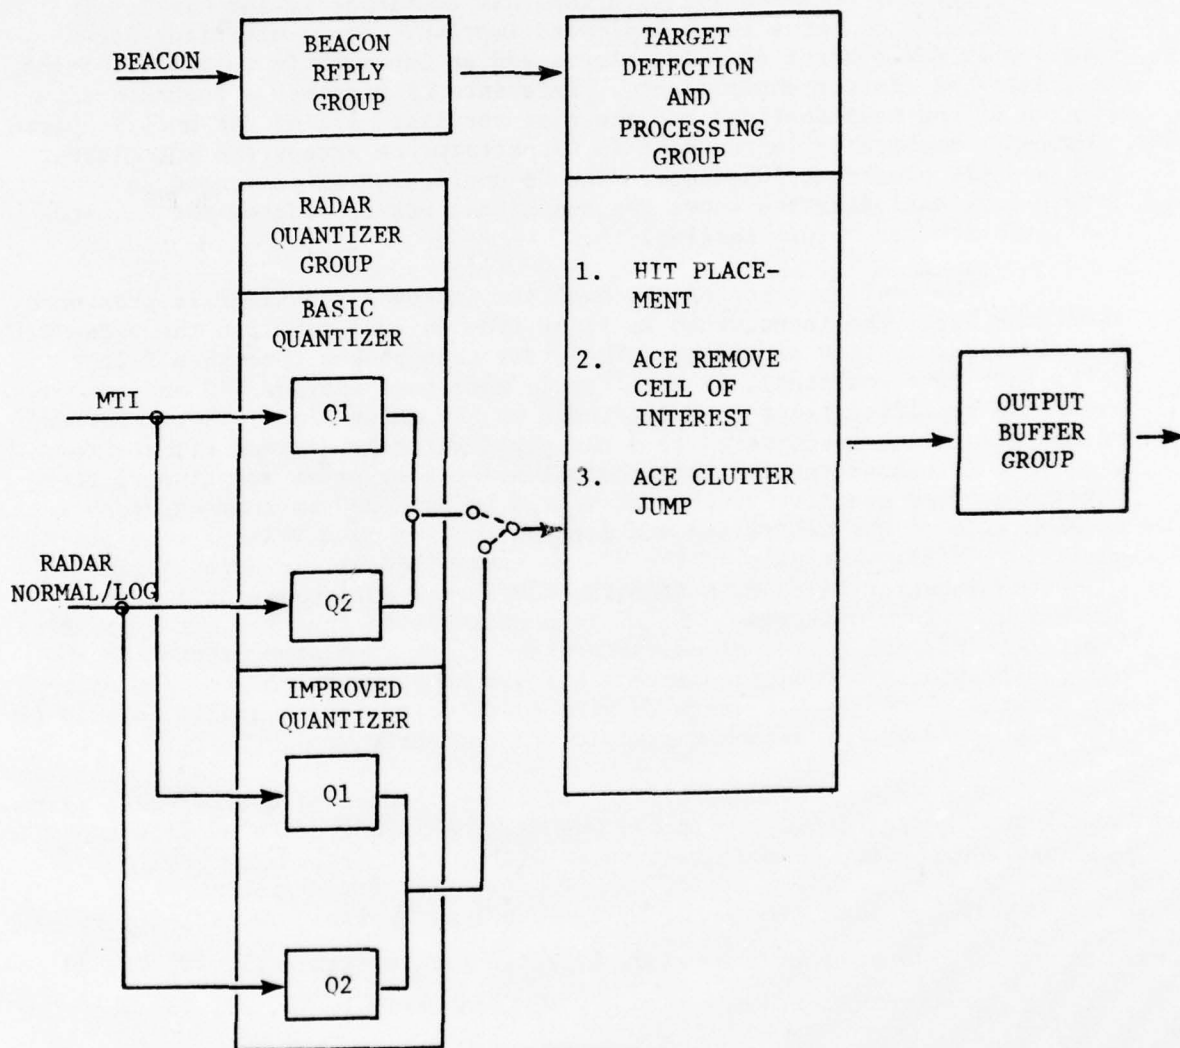 BEACON
BEACON
REPLY
GROUP
TARGET
DETECTION
AND
PROCESSING
GROUP
RADAR
QUANTIZER
GROUP
BASIC
QUANTIZER
MTI
Q1
RADAR
NORMAL/LOG
Q2
IMPROVED
QUANTIZER
Q1
Q2
1. HIT PLACE-
MENT
2. ACE REMOVE
CELL OF
INTEREST
3. ACE CLUTTER
JUMP
OUTPUT
BUFFER
GROUP